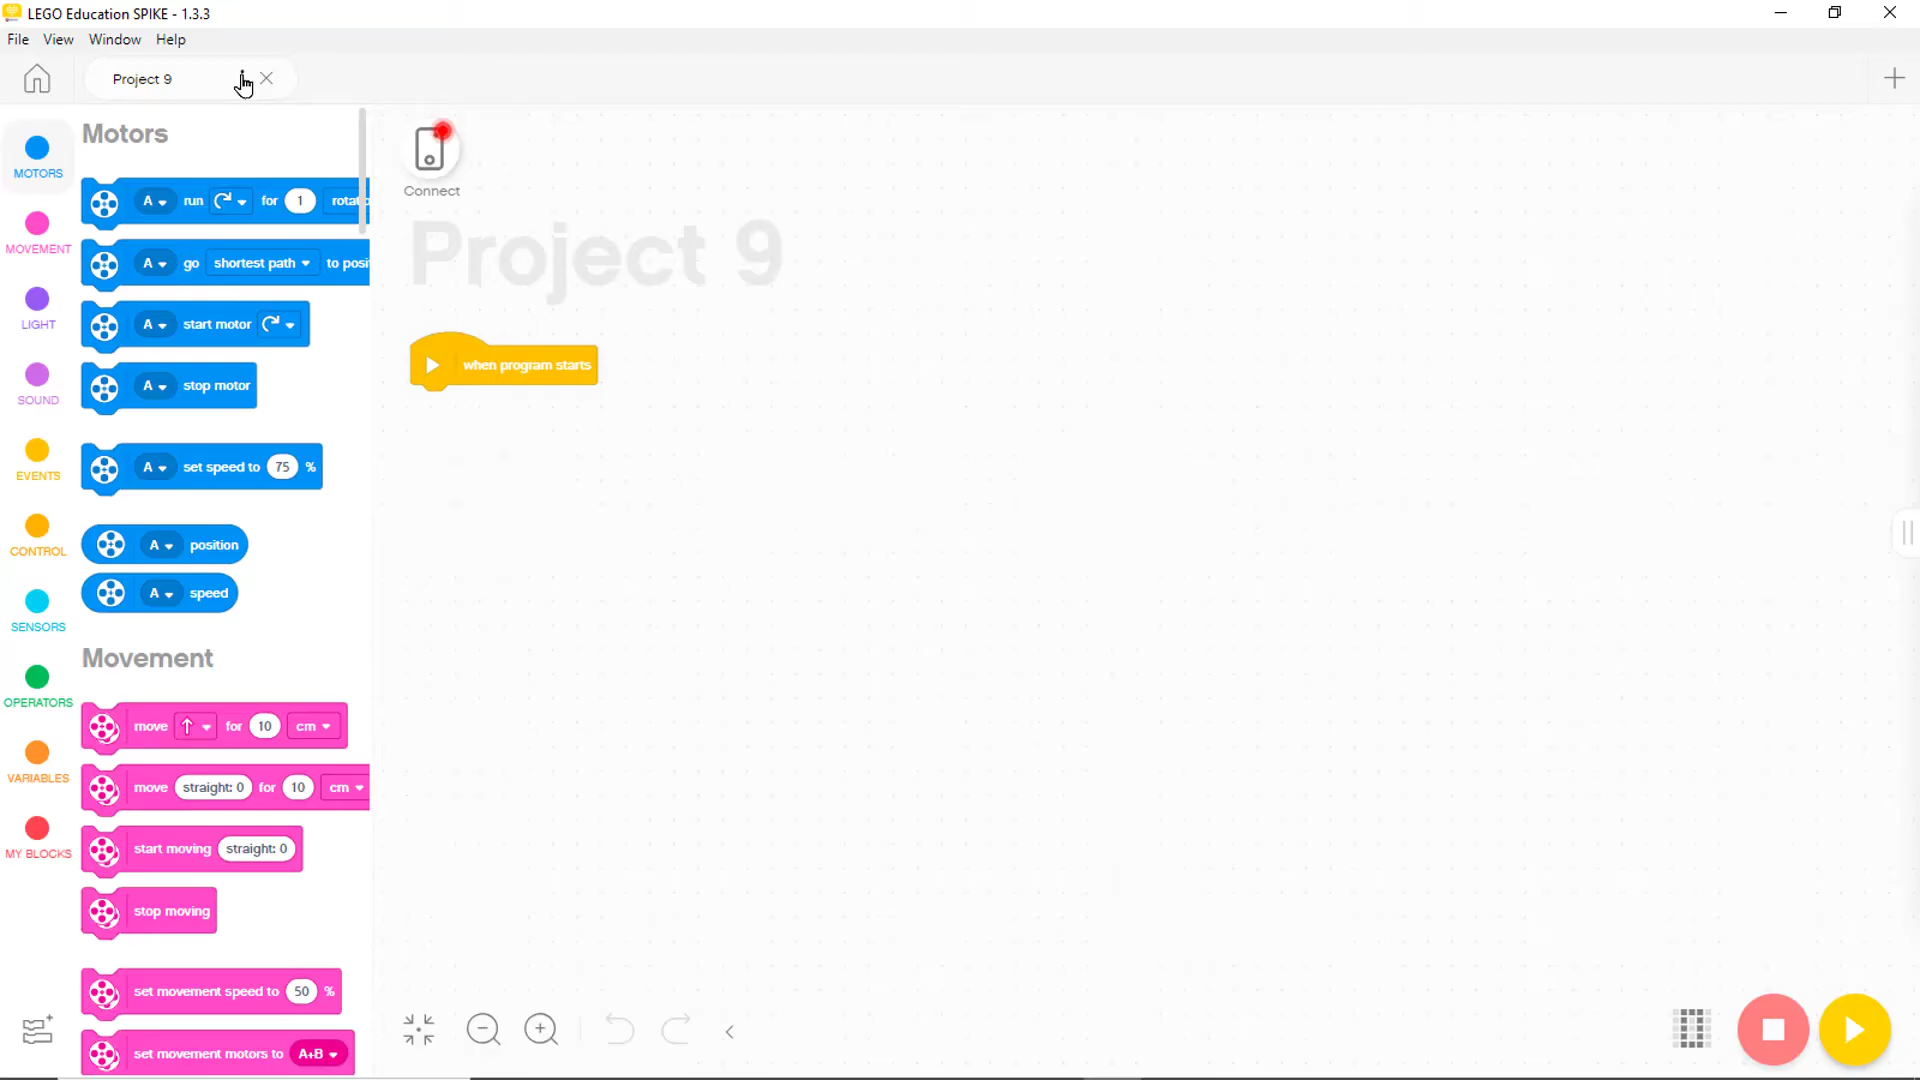 LEGO Education SPIKE - 1.3.3
File View Window Help
Project 9
Motors
MOTORS
A run for 1
Connect
MOVEMENT
Project 9
A go shortest path to
LIGHT
A start motor
when program starts
SOUND
A stop motor
EVENTS
A set speed to 75 %
CONTROL
A position
SENSORS
A speed
Movement
OPERATORS
move for 10 cm
VARIABLES
move straight: 0 for 10 cm
MY BLOCKS
start moving straight: 0
stop moving
set movement speed to 50 %
set movement motors to A+B